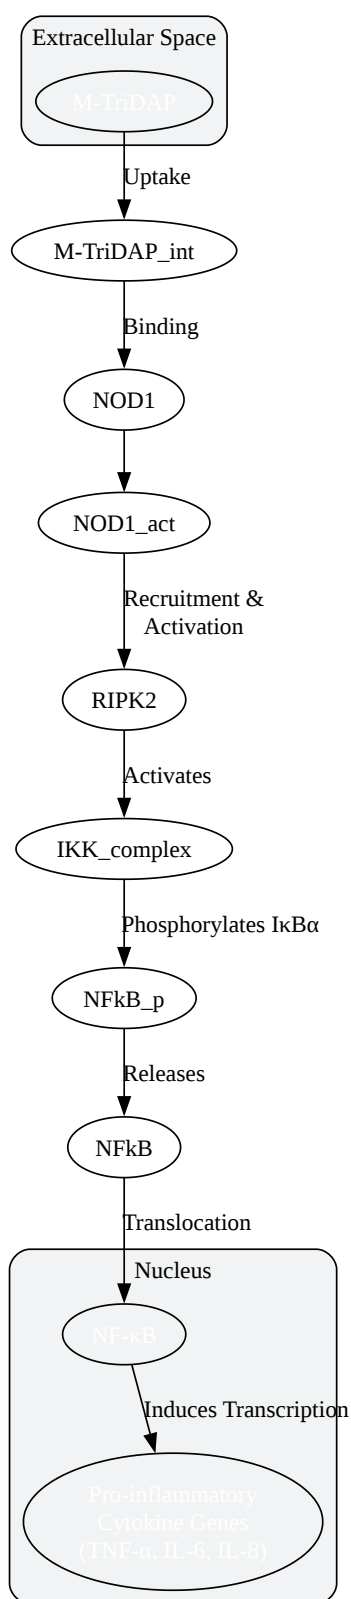 Extracellular Space
M-TriDAP
Uptake
M-TriDAP_int
Binding
NOD1
NOD1_act
Recruitment &
Activation
RIPK2
Activates
IKK_complex
Phosphorylates IκBα
NFkB_p
Releases
NFkB
Translocation
Nucleus
NF-κB
Induces Transcription
Pro-inflammatory
Cytokine Genes
(TNF-α, IL-6, IL-8)